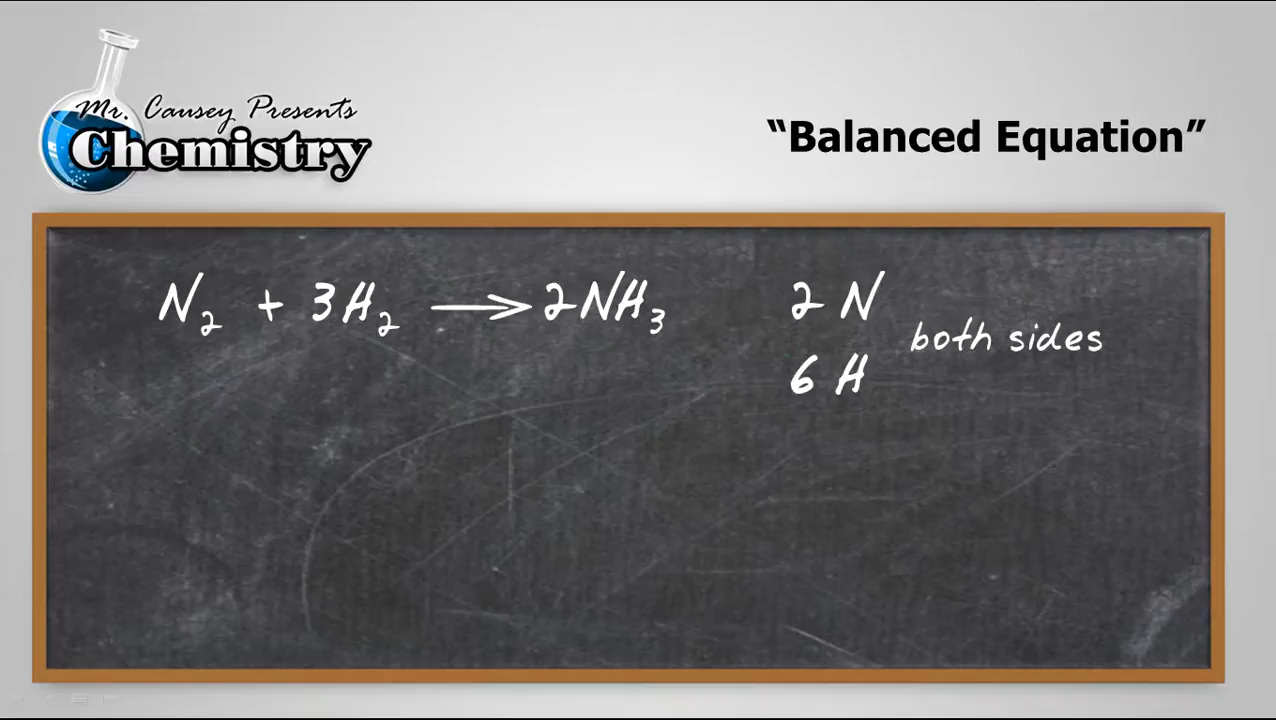 Mr. Causey Presents
Chemistry
“Balanced Equation”
N₂ + 3H₂ → 2NH₃
2 N
both sides
6 H